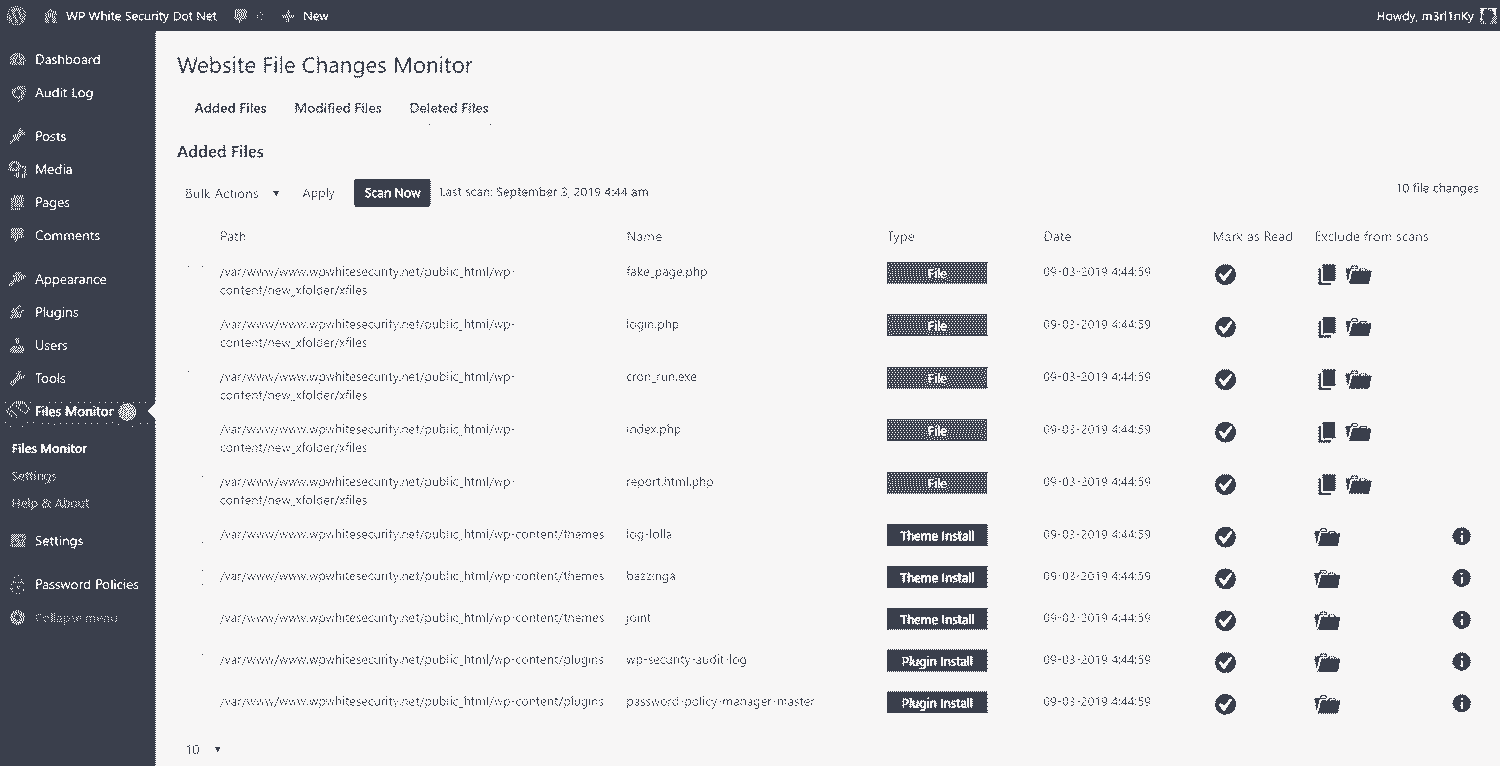 WP White Security Dot Net New Howdy, m3r|1nKy
Dashboard
Audit Log
Posts
Media
Pages
Comments
Appearance
Plugins
Users
Tools
Files Monitor
Files Monitor
Settings
Help & About
Settings
Password Policies
Collapse menu
Website File Changes Monitor
Added Files Modified Files Deleted Files
Added Files
Bulk Actions Apply Scan Now Last scan: September 3, 2019 4:44 am 10 file changes
Path Name Type Date Mark as Read Exclude from scans
/var/www/www.wpwhitesecurity.net/public_html/wp- fake_page.php File 09-03-2019 4:44:59
content/new_xfolder/xfiles
/var/www/www.wpwhitesecurity.net/public_html/wp- login.php File 09-03-2019 4:44:59
content/new_xfolder/xfiles
/var/www/www.wpwhitesecurity.net/public_html/wp- cron_run.exe File 09-03-2019 4:44:59
content/new_xfolder/xfiles
/var/www/www.wpwhitesecurity.net/public_html/wp- index.php File 09-03-2019 4:44:59
content/new_xfolder/xfiles
/var/www/www.wpwhitesecurity.net/public_html/wp- report.html.php File 09-03-2019 4:44:59
content/new_xfolder/xfiles
/var/www/www.wpwhitesecurity.net/public_html/wp-content/themes log-lolla Theme Install 09-03-2019 4:44:59
/var/www/www.wpwhitesecurity.net/public_html/wp-content/themes bazzinga Theme Install 09-03-2019 4:44:59
/var/www/www.wpwhitesecurity.net/public_html/wp-content/themes joint Theme Install 09-03-2019 4:44:59
/var/www/www.wpwhitesecurity.net/public_html/wp-content/plugins wp-security-audit-log Plugin Install 09-03-2019 4:44:59
/var/www/www.wpwhitesecurity.net/public_html/wp-content/plugins password-policy-manager-master Plugin Install 09-03-2019 4:44:59
10